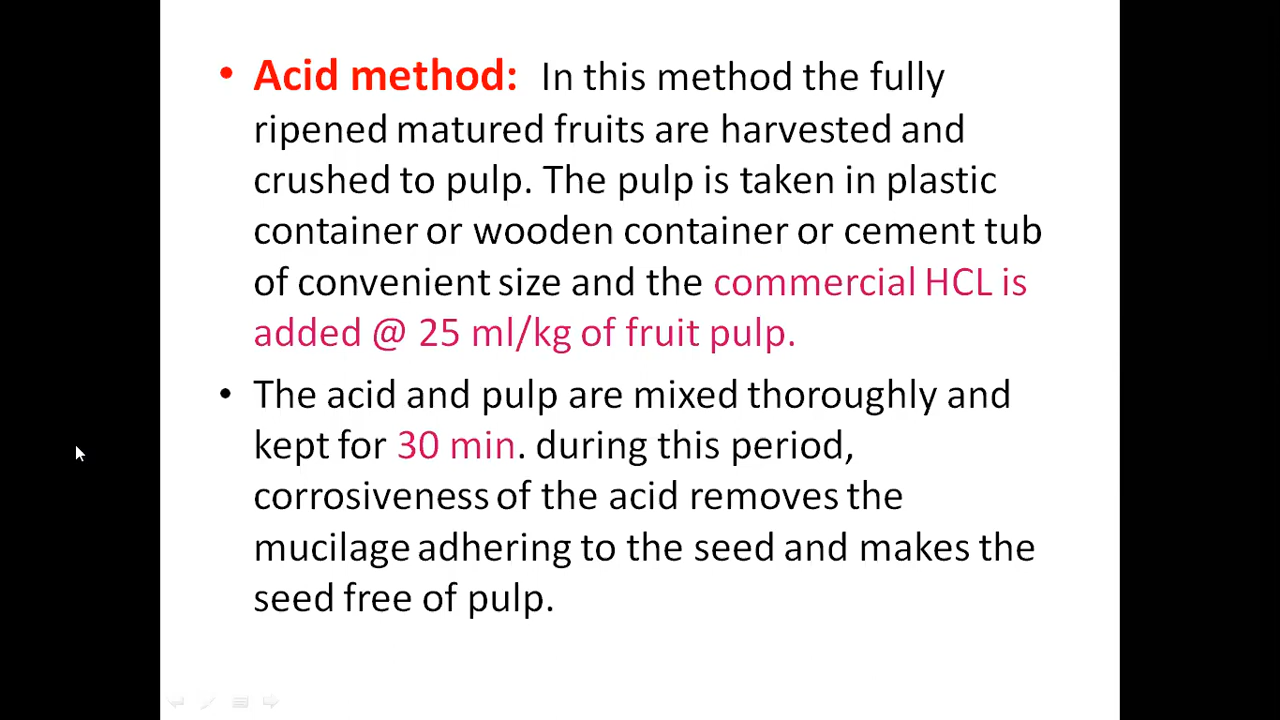 • Acid method: In this method the fully
ripened matured fruits are harvested and
crushed to pulp. The pulp is taken in plastic
container or wooden container or cement tub
of convenient size and the commercial HCL is
added @ 25 ml/kg of fruit pulp.
• The acid and pulp are mixed thoroughly and
kept for 30 min. during this period,
corrosiveness of the acid removes the
mucilage adhering to the seed and makes the
seed free of pulp.